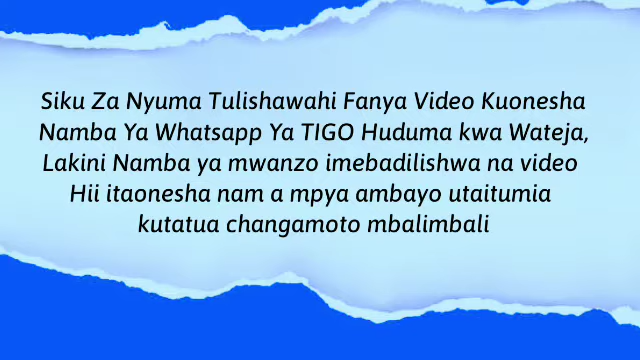 Siku Za Nyuma Tulishawahi Fanya Video Kuonesha
Namba Ya Whatsapp Ya TIGO Huduma kwa Wateja,
Lakini Namba ya mwanzo imebadilishwa na video
Hii itaonesha nam a mpya ambayo utaitumia
kutatua changamoto mbalimbali